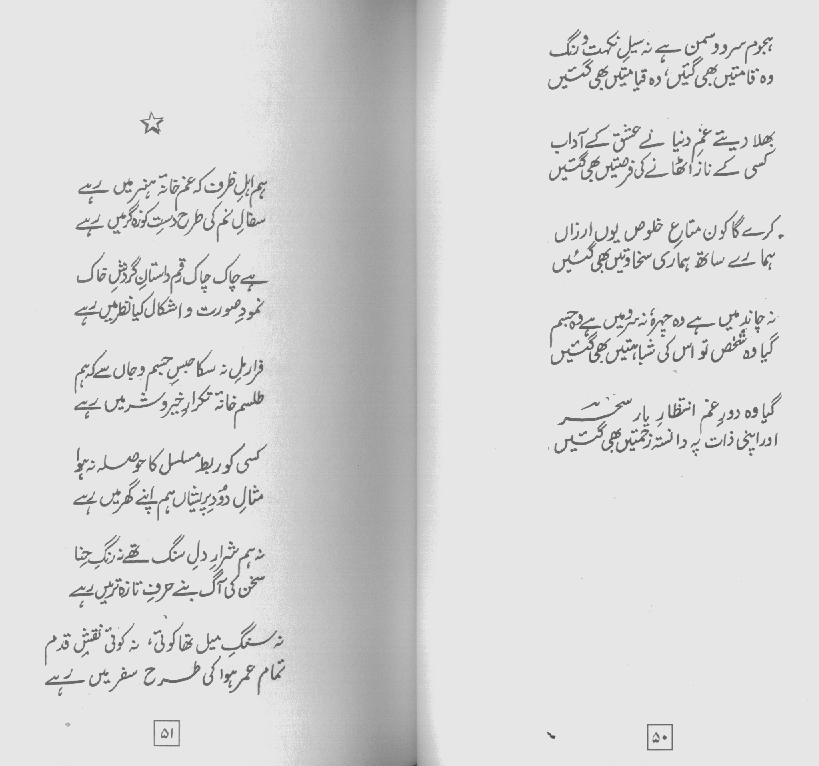 ہجومِ سرو و سمن ہے نہ سیلِ نکہت و رنگ
وہ قامتیں بھی گئیں، وہ قیامتیں بھی گئیں
بھلا دیئے غمِ دنیا نے عشق کے آداب
کسی کے ناز اٹھانے کی فرصتیں بھی گئیں
کرے گا کون متاعِ خلوص یوں ارزاں
ہمارے ساتھ ہماری سخاوتیں بھی گئیں
نہ چاند میں ہے وہ چہرہ نہ سرو میں ہے وہ جسم
گیا وہ شخص تو اس کی شباہتیں بھی گئیں
گیا وہ دورِ غمِ انتظارِ یار سحر
اور اپنی ذات پہ دانستہ زحمتیں بھی گئیں
۵۰
ہم اہلِ ظرف کہ غم خانۂ ہنر میں رہے
سفالِ نم کی طرح دستِ کوزہ گر میں رہے
ہے چاک چاک رقم داستانِ گردشِ خاک
نمودِ صورت و اشکال کیا نظر میں رہے
فرار مل نہ سکا حبسِ جسم و جاں سے کہ ہم
طلسم خانۂ تکرارِ خیر و شر میں رہے
کسی کو ربطِ مسلسل کا حوصلہ نہ ہوا
مثالِ دُودِ پریشاں ہم اپنے گھر میں رہے
نہ ہم شرارِ دلِ سنگ تھے نہ رنگِ حنا
سخن کی آگ بنے حرفِ تازہ تر میں رہے
نہ سنگِ میل تھا کوئی، نہ کوئی نقشِ قدم
تمام عمر ہوا کی طرح سفر میں رہے
۵۱